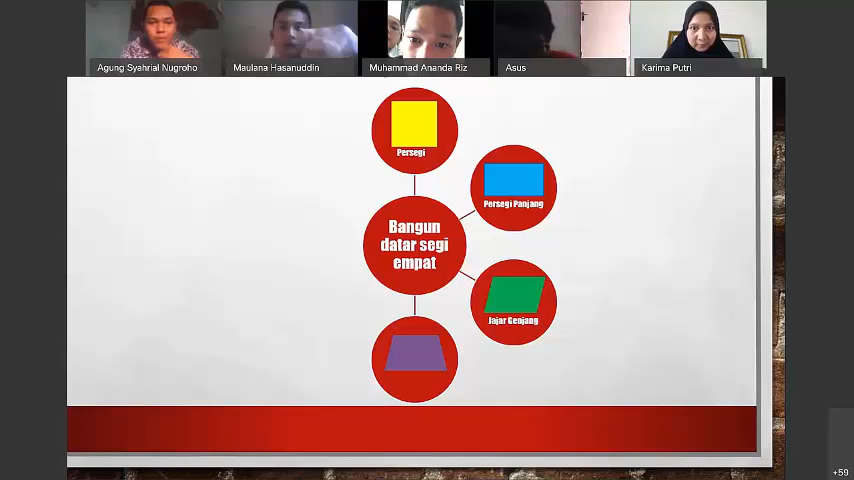 Agung Syahrial Nugroho
Maulana Hasanuddin
Muhammad Ananda Riz
Asus
Karima Putri
Persegi
Persegi Panjang
Bangun
datar segi
empat
Jajar Genjang
+59